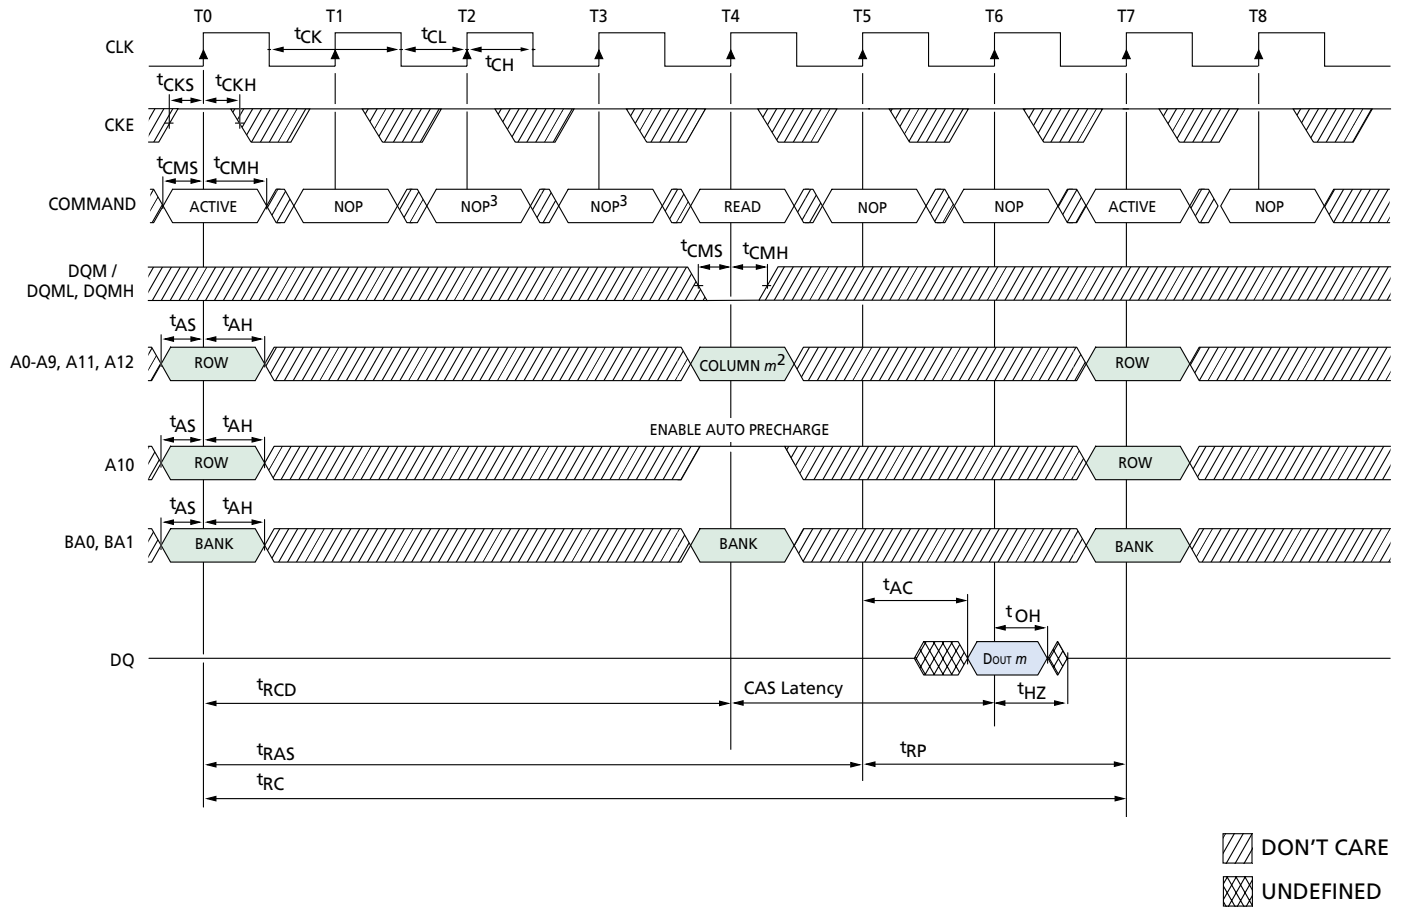 T0 T1 T2 T3 T4 T5 T6 T7 T8
CLK tCK tCL tCH
tCKS tCKH
CKE
tCMS tCMH
COMMAND ACTIVE NOP NOP3 NOP3 READ NOP NOP ACTIVE NOP
tCMS tCMH
DQM /
DQML, DQMH
tAS tAH
A0-A9, A11, A12 ROW COLUMN m2 ROW
tAS tAH
ENABLE AUTO PRECHARGE
A10 ROW ROW
tAS tAH
BA0, BA1 BANK BANK BANK
tAC
tOH
DQ DOUT m
tRCD CAS Latency tHZ
tRAS tRP
tRC
DON'T CARE
UNDEFINED